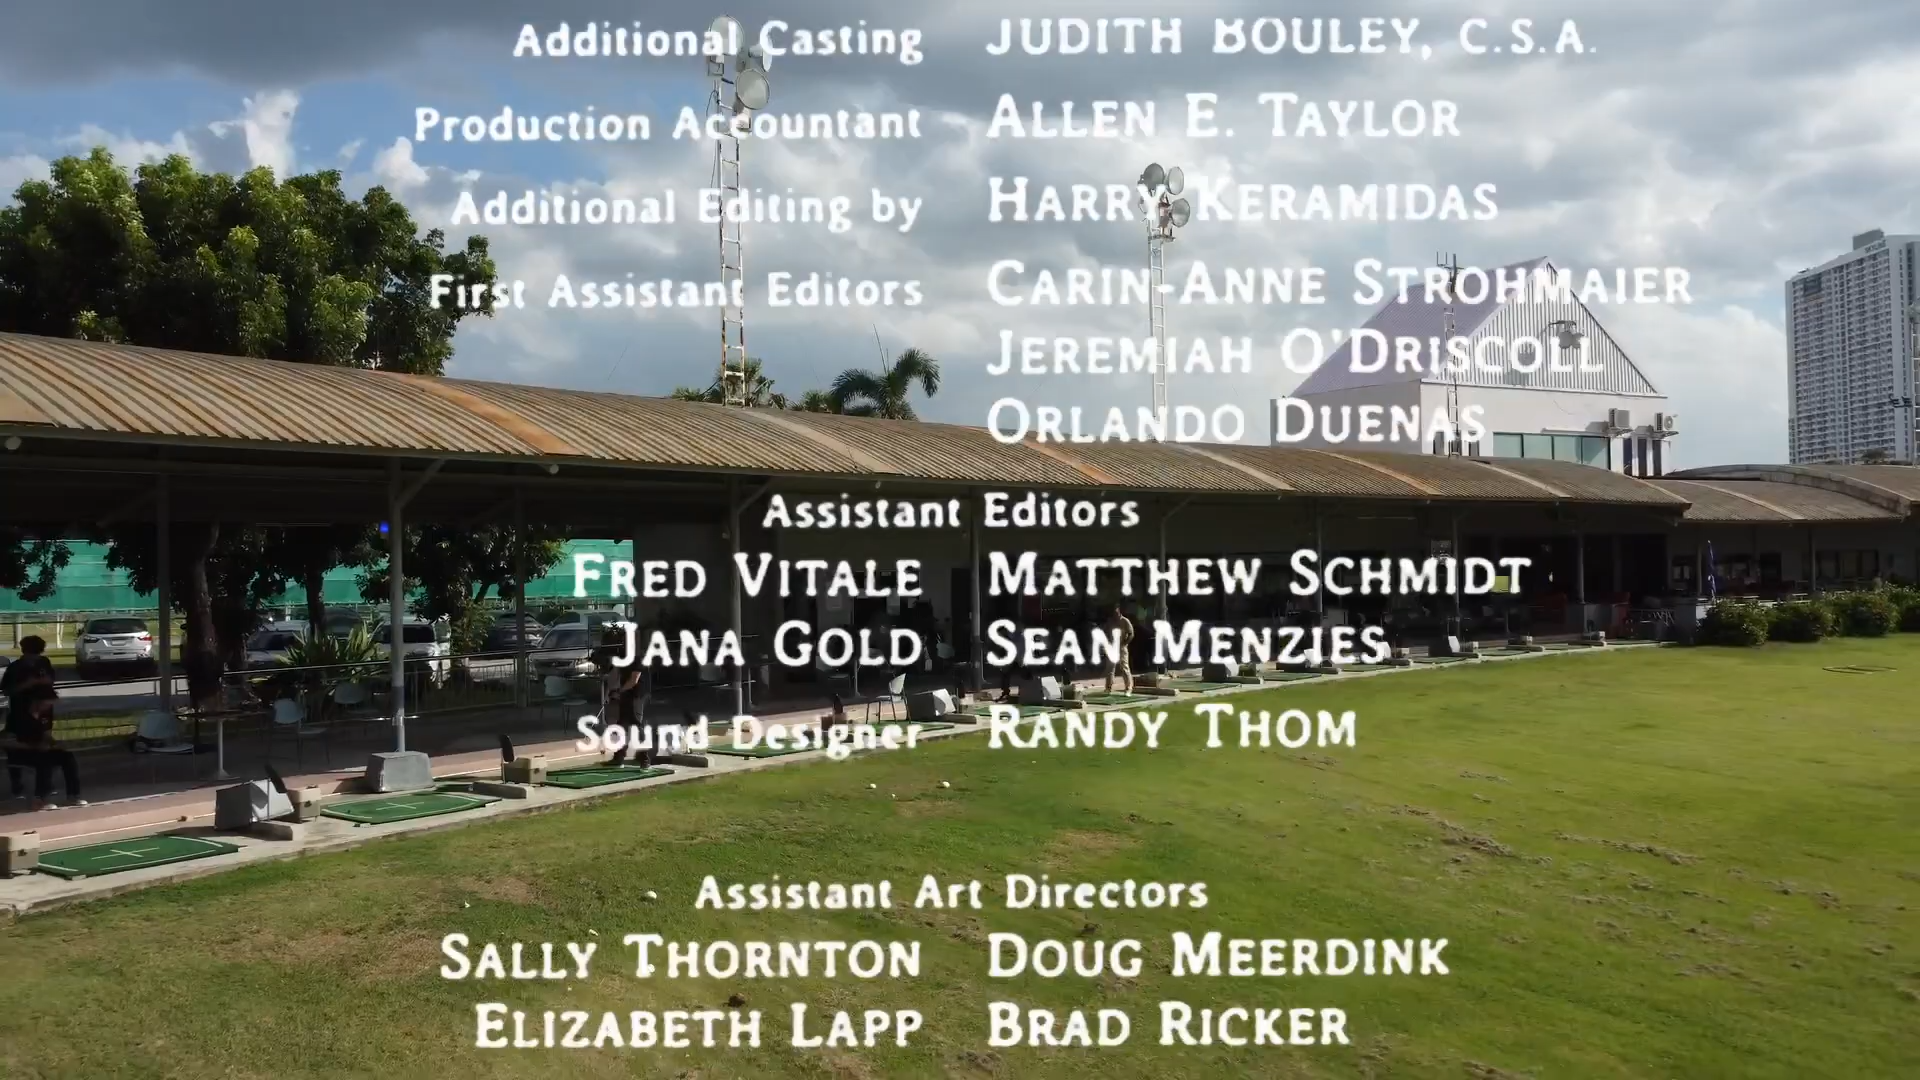 Additional Casting JUDITH BOULEY, C.S.A.
Production Accountant ALLEN E. TAYLOR
Additional Editing by HARRY KERAMIDAS
First Assistant Editors CARIN-ANNE STROHMAIER
JEREMIAH O'DRISCOLL
ORLANDO DUENAS
Assistant Editors
FRED VITALE MATTHEW SCHMIDT
JANA GOLD SEAN MENZIES
Sound Designer RANDY THOM
Assistant Art Directors
SALLY THORNTON DOUG MEERDINK
ELIZABETH LAPP BRAD RICKER